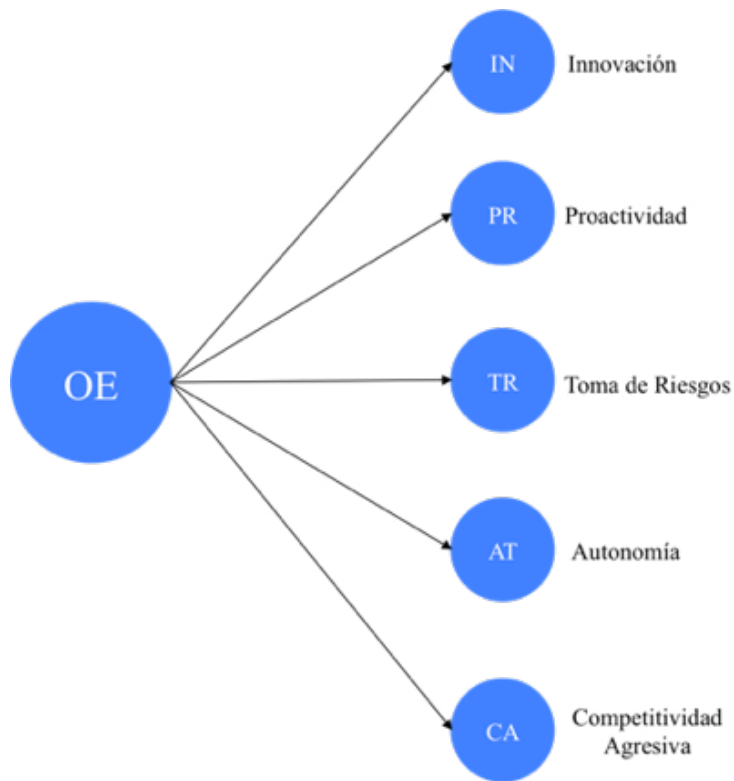 IN Innovación
PR Proactividad
OE
TR Toma de Riesgos
AT Autonomía
CA Competitividad
Agresiva